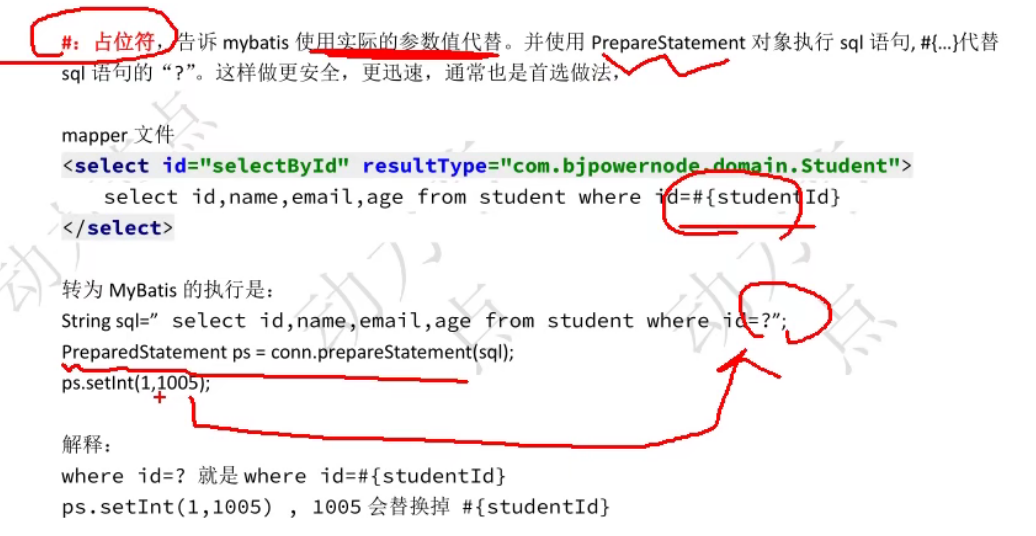 #：占位符，告诉 mybatis 使用实际的参数值代替。并使用 PrepareStatement 对象执行 sql 语句, #{…}代替
sql 语句的“?”。这样做更安全，更迅速，通常也是首选做法，
mapper 文件
<select id="selectById" resultType="com.bjpowernode.domain.Student">
select id,name,email,age from student where id=#{studentId}
</select>
转为 MyBatis 的执行是：
String sql=” select id,name,email,age from student where id=?”;
PreparedStatement ps = conn.prepareStatement(sql);
ps.setInt(1,1005);
解释：
where id=? 就是 where id=#{studentId}
ps.setInt(1,1005) , 1005 会替换掉 #{studentId}